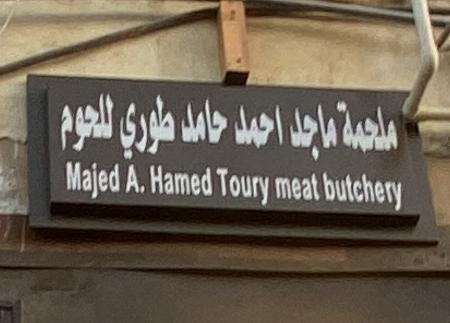 ملحمة ماجد احمد حامد طوري للحوم
Majed A. Hamed Toury meat butchery